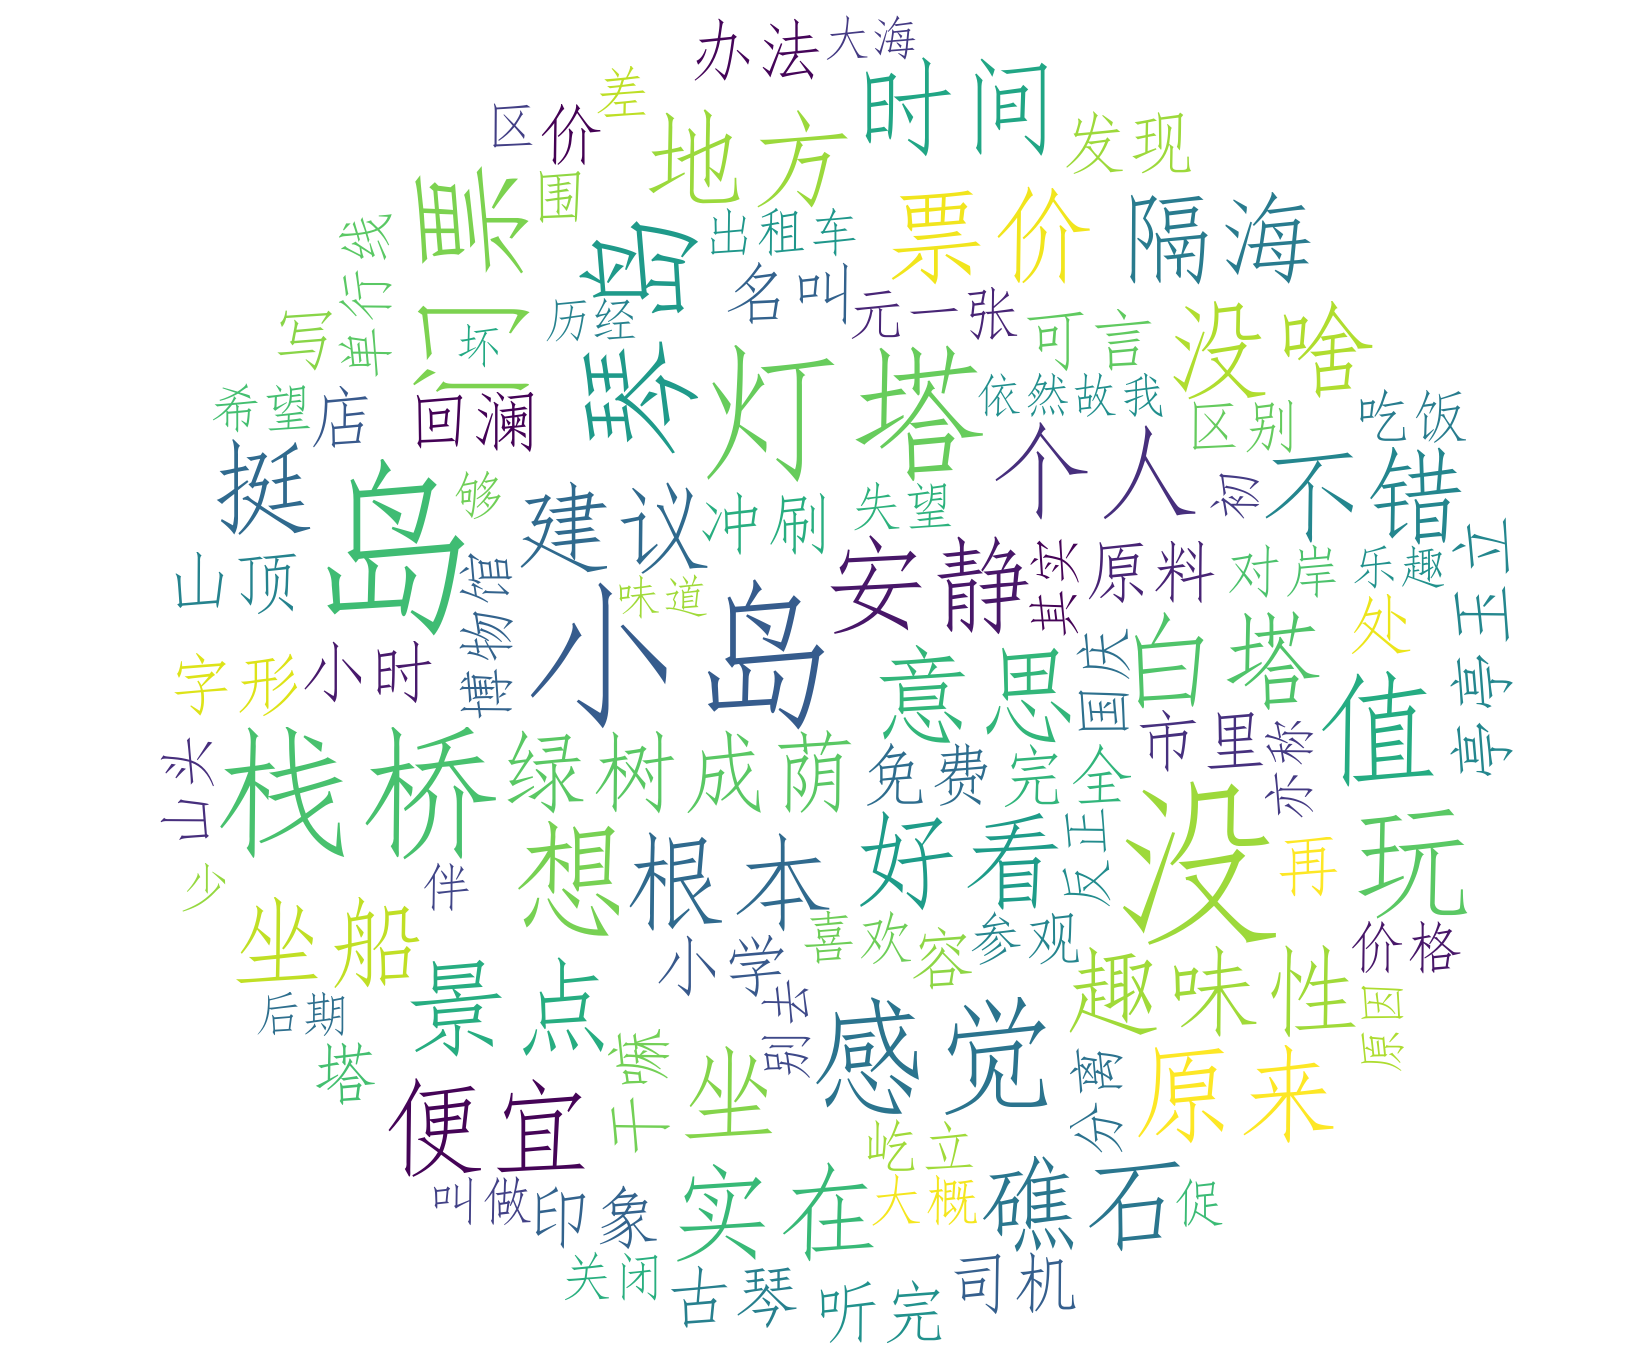 办法
大海
时间
差
区
价
地方
发现
门票
围
琴岛
出租车
票价
隔海
单行线
名叫
元一张
历经
写
坏
灯塔
可言
没啥
希望
店
回澜
依然故我
区别
吃饭
挺
岛
够
建议
冲刷
失望
个人
初
不错
山顶
博物馆
小岛
味道
安静
其实
原料
对岸
乐趣
亭亭玉立
字形
小时
意思
国庆
白塔
处
值
山头
栈桥
绿树成荫
免费
完全
市里
亦称
少
伴
想
根本
好看
反正
没
再
玩
坐船
小学
喜欢
容
参观
价格
后期
景点
别去
感觉
趣味性
原因
塔
便宜
干嘛
坐
分离
原来
叫做
印象
实在
屹立
大概
礁石
促
关闭
古琴
听完
司机